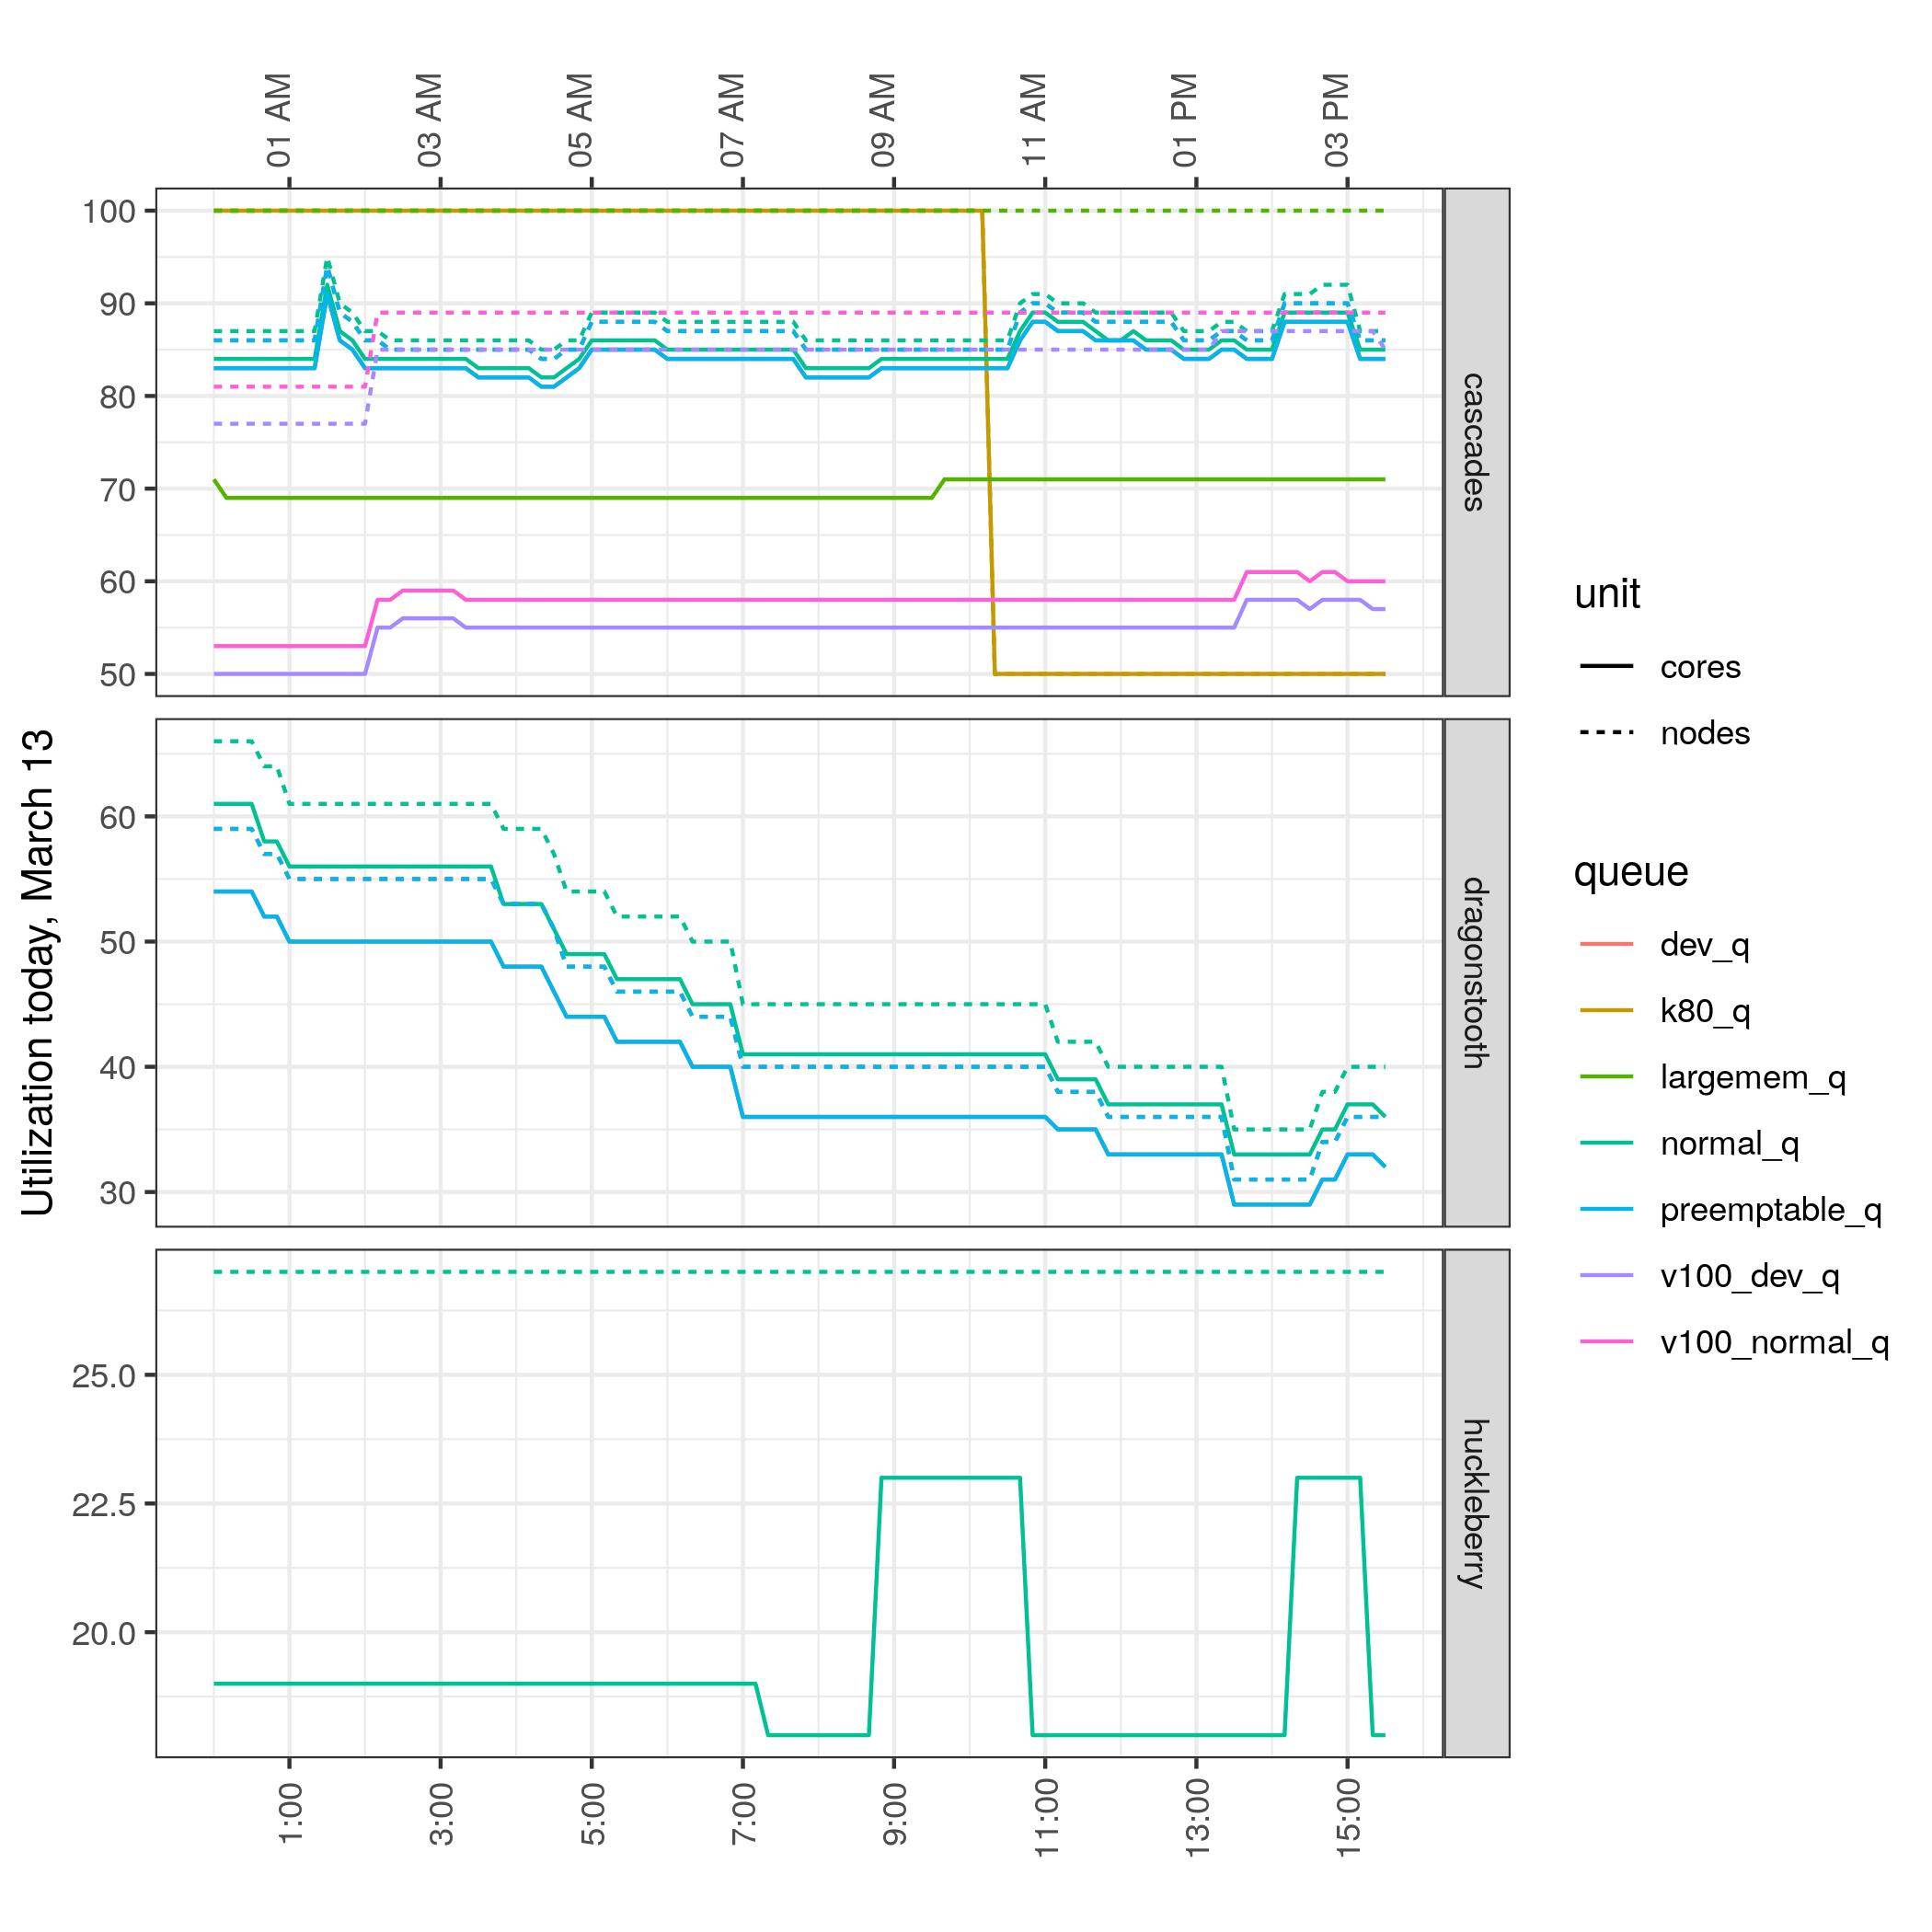 01 AM
03 AM
05 AM
07 AM
09 AM
11 AM
01 PM
03 PM
Utilization today, March 13
100
90
80
70
60
50
cascades
60
50
40
30
dragonstooth
25.0
22.5
20.0
huckleberry
1:00
3:00
5:00
7:00
9:00
11:00
13:00
15:00
unit
cores
nodes
queue
dev_q
k80_q
largemem_q
normal_q
preemptable_q
v100_dev_q
v100_normal_q